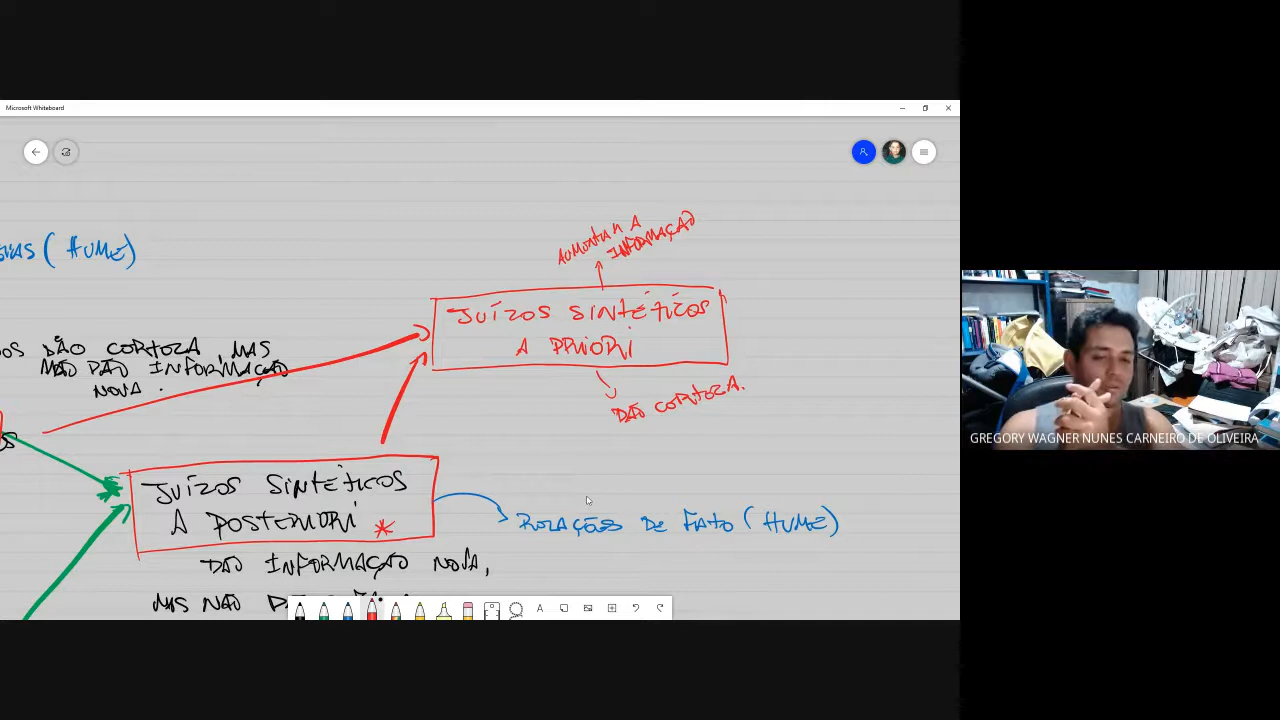 Microsoft Whiteboard
AUMENTAM A
INFORMAÇÃO
(HUME)
JUÍZOS SINTÉTICOS
A PRIORI
DÃO CERTEZA, MAS
NÃO DÃO INFORMAÇÃO
NOVA.
DÃO CERTEZA.
GREGORY WAGNER NUNES CARNEIRO DE OLIVEIRA
JUÍZOS SINTÉTICOS
A POSTERIORI *
RELAÇÕES DE FATO (HUME)
DÃO INFORMAÇÃO NOVA,
MAS NÃO
A